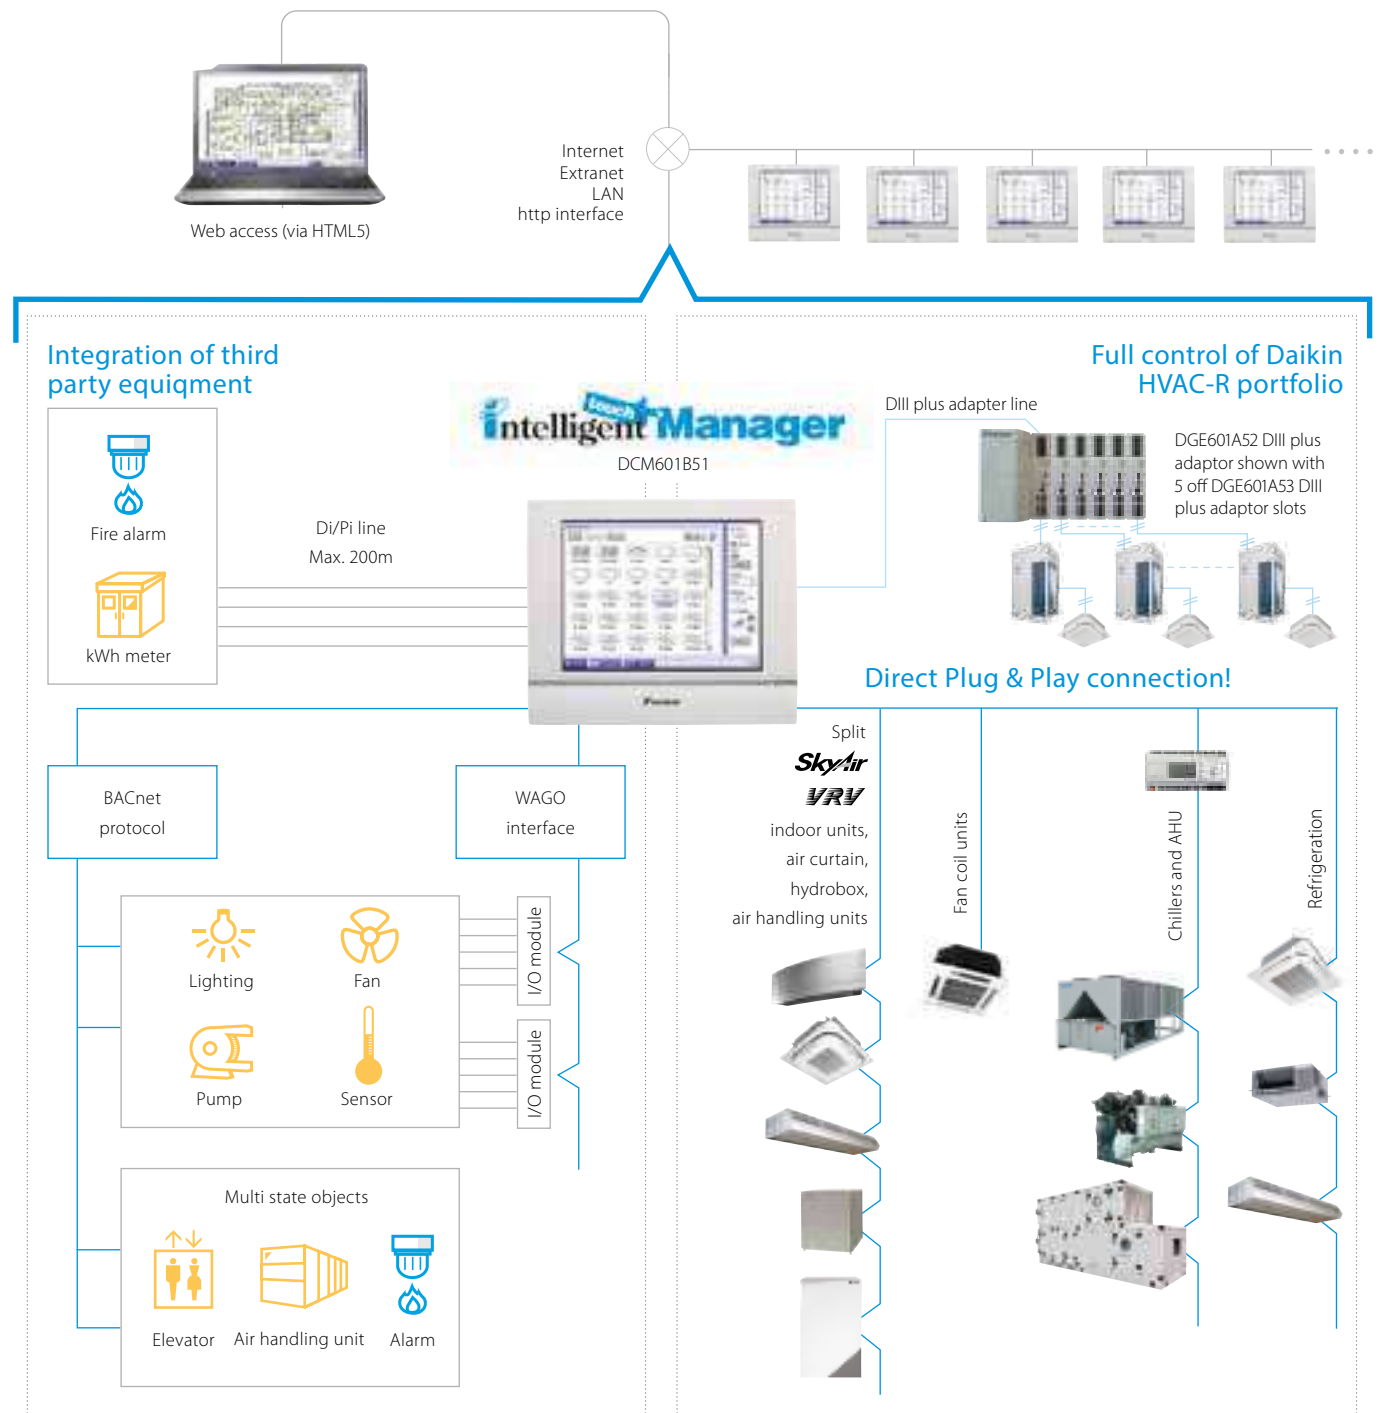 Web access (via HTML5)
Internet
Extranet
LAN
http interface
Integration of third
party equiqment
Full control of Daikin
HVAC-R portfolio
intelligent touch Manager
DCM601B51
DIII plus adapter line
DGE601A52 DIII plus
adaptor shown with
5 off DGE601A53 DIII
plus adaptor slots
Fire alarm
kWh meter
Di/Pi line
Max. 200m
DAIKIN
Direct Plug & Play connection!
BACnet
protocol
WAGO
interface
Lighting
Fan
Pump
Sensor
I/O module
I/O module
Multi state objects
Elevator
Air handling unit
Alarm
Split
SkyAir
VRV
indoor units,
air curtain,
hydrobox,
air handling units
Fan coil units
Chillers and AHU
Refrigeration